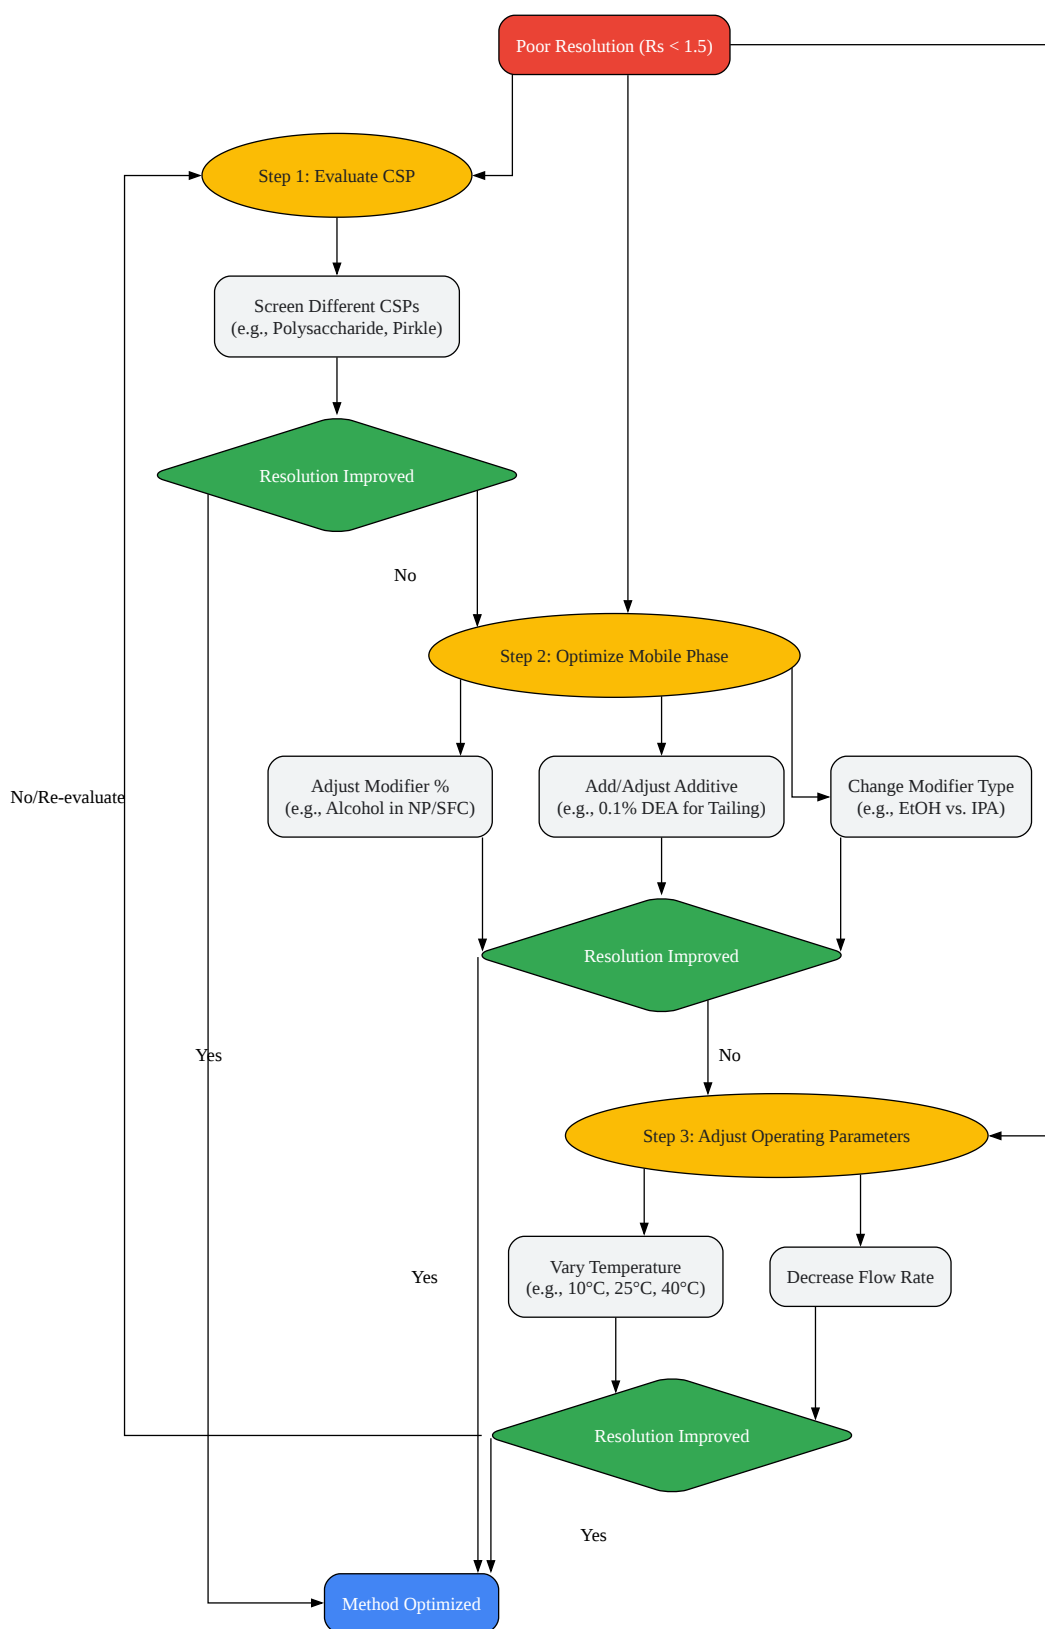 Poor Resolution (Rs < 1.5)
Step 1: Evaluate CSP
Screen Different CSPs
(e.g., Polysaccharide, Pirkle)
Resolution Improved
No
Step 2: Optimize Mobile Phase
Adjust Modifier %
(e.g., Alcohol in NP/SFC)
Add/Adjust Additive
(e.g., 0.1% DEA for Tailing)
Change Modifier Type
(e.g., EtOH vs. IPA)
No/Re-evaluate
Resolution Improved
Yes
No
Step 3: Adjust Operating Parameters
Yes
Vary Temperature
(e.g., 10°C, 25°C, 40°C)
Decrease Flow Rate
Resolution Improved
Yes
Method Optimized